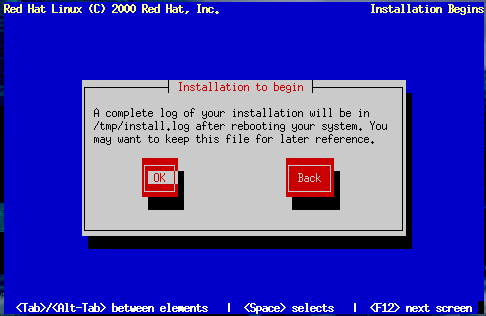 Red Hat Linux (C) 2000 Red Hat, Inc. Installation Begins
Installation to begin
A complete log of your installation will be in
/tmp/install.log after rebooting your system. You
may want to keep this file for later reference.
OK Back
<Tab>/<Alt-Tab> between elements | <Space> selects | <F12> next screen